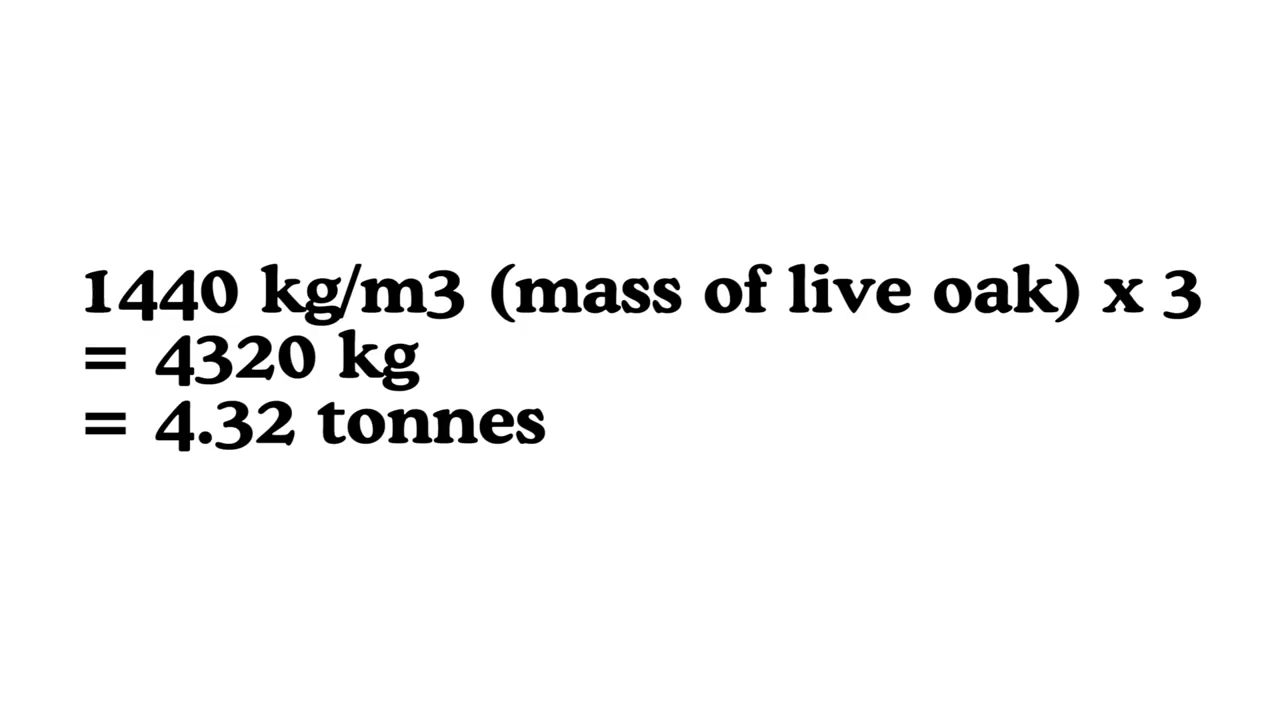 1440 kg/m3 (mass of live oak) x 3
= 4320 kg
= 4.32 tonnes